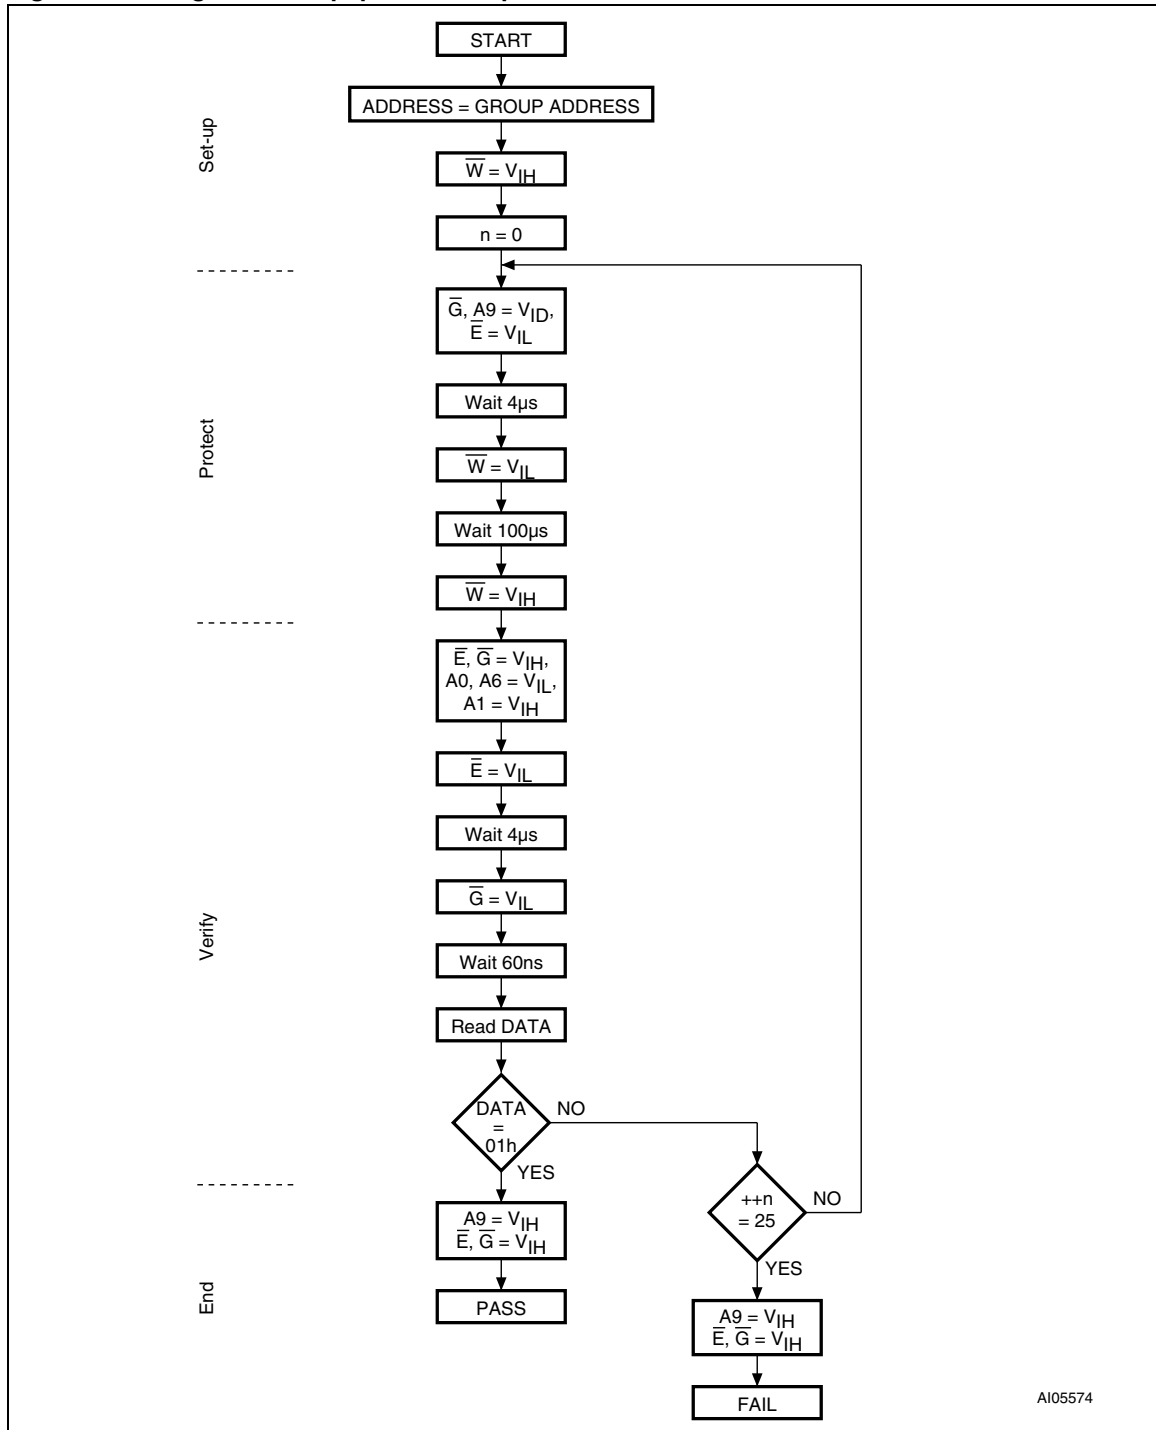 START
ADDRESS = GROUP ADDRESS
Set-up
W̅ = VIH
n = 0
G̅, A9 = VID,
E̅ = VIL
Wait 4µs
Protect
W̅ = VIL
Wait 100µs
W̅ = VIH
E̅, G̅ = VIH,
A0, A6 = VIL,
A1 = VIH
E̅ = VIL
Wait 4µs
G̅ = VIL
Verify
Wait 60ns
Read DATA
DATA
=
01h
NO
YES
++n
= 25
NO
YES
A9 = VIH
E̅, G̅ = VIH
End
PASS
A9 = VIH
E̅, G̅ = VIH
FAIL
AI05574